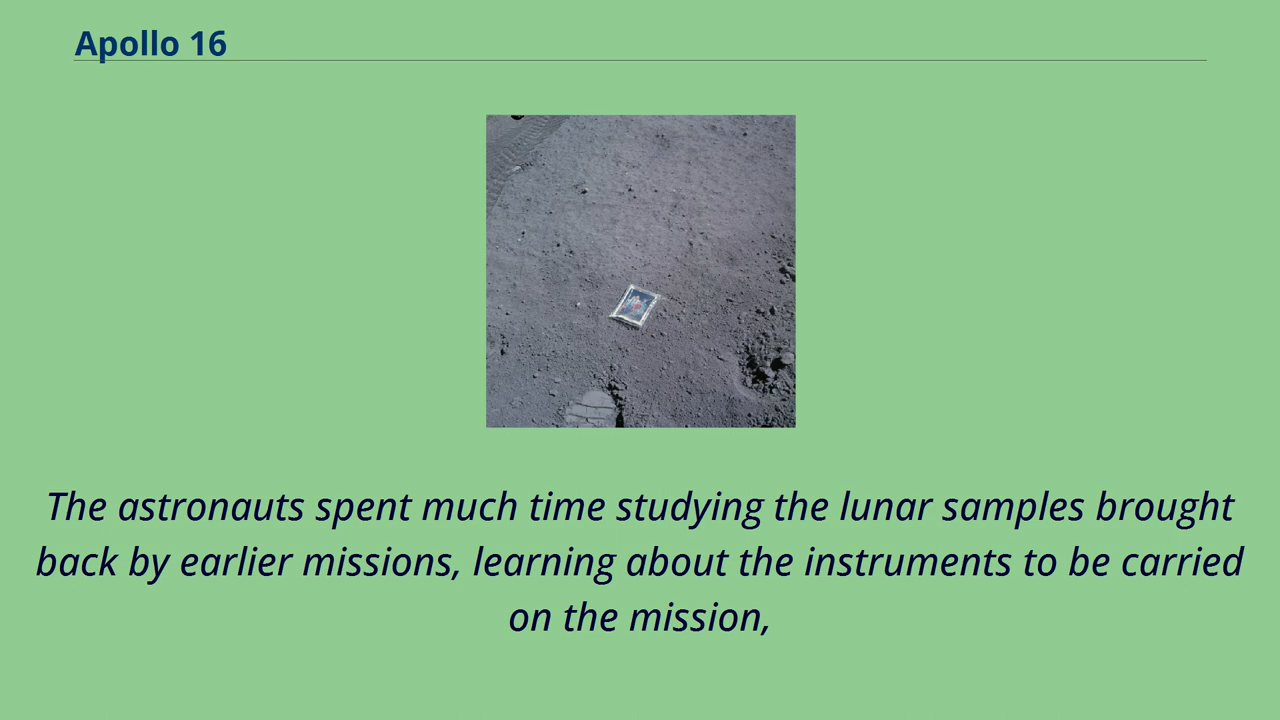 Apollo 16
The astronauts spent much time studying the lunar samples brought
back by earlier missions, learning about the instruments to be carried
on the mission,